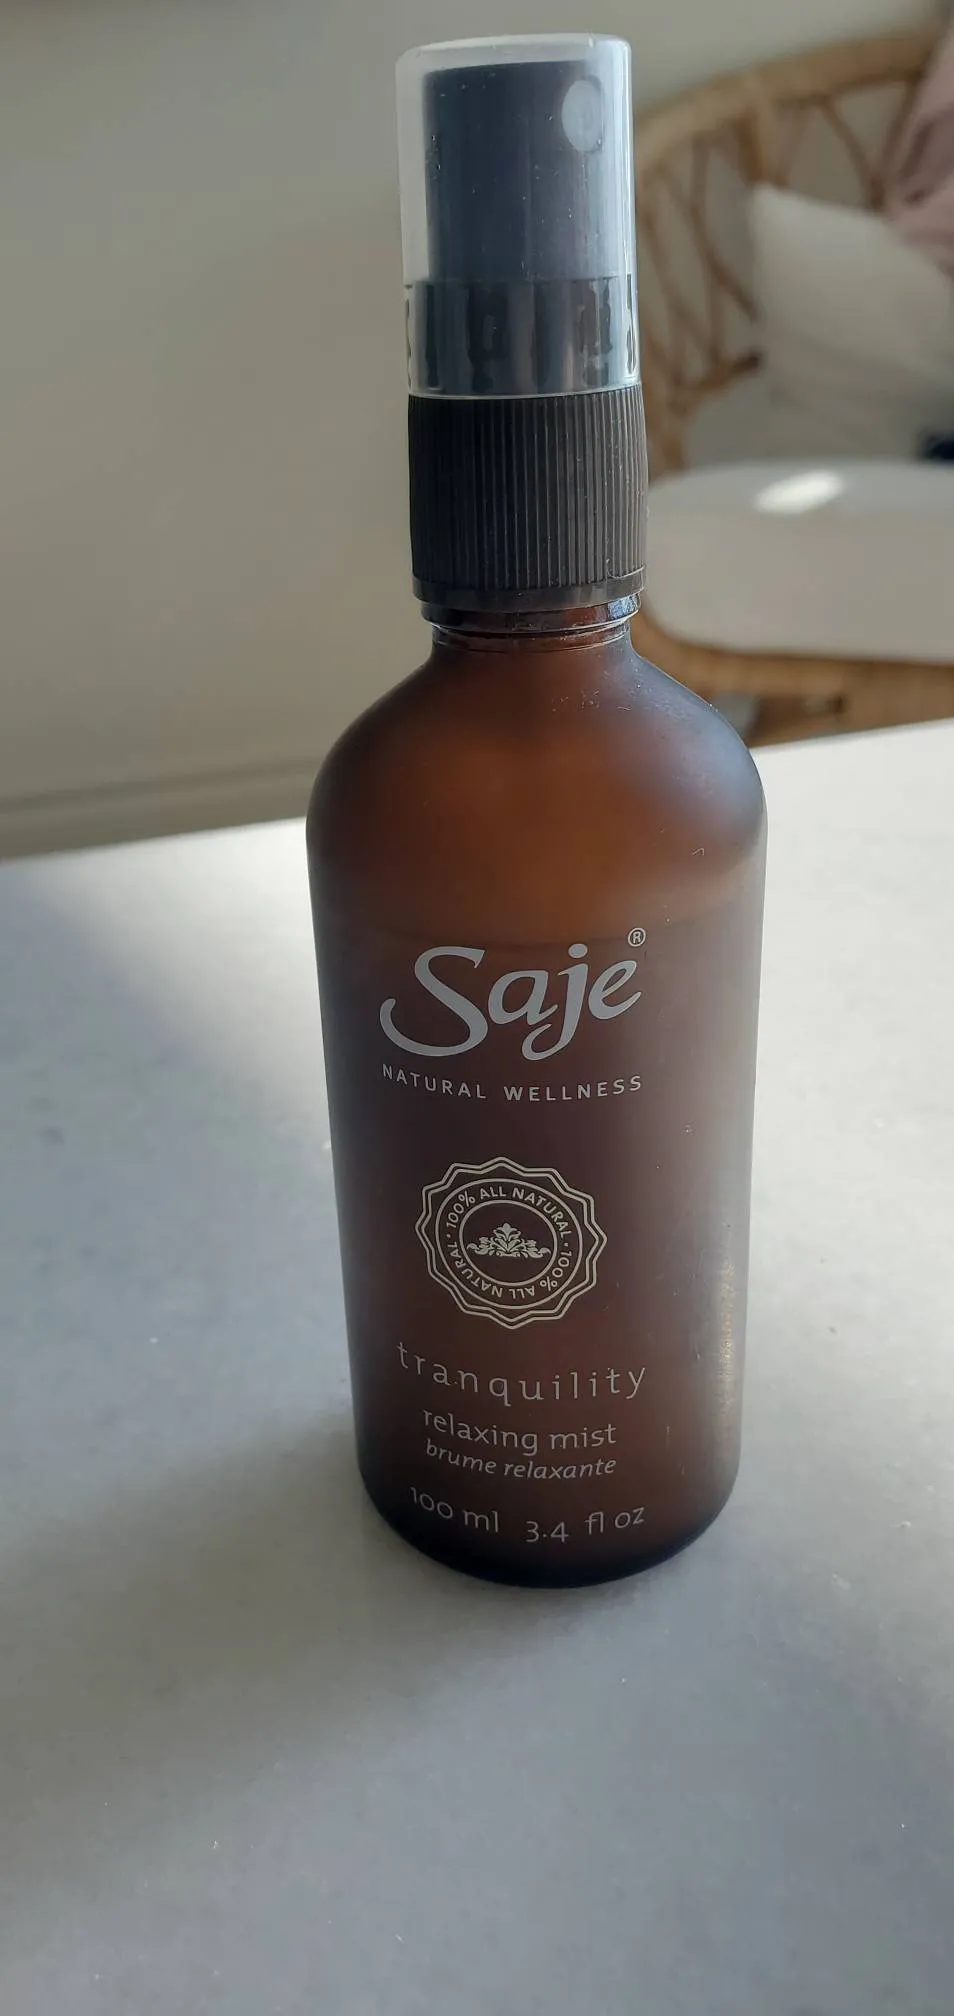 Saje®
NATURAL WELLNESS
100% ALL NATURAL · 100% ALL NATURAL ·
tranquility
relaxing mist
brume relaxante
100 ml 3.4 fl oz